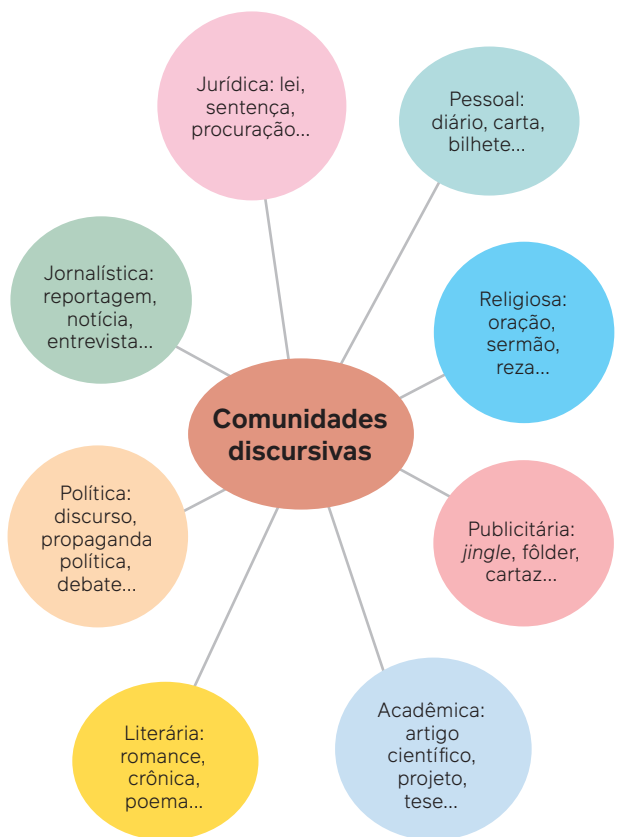 Jurídica: lei,
sentença,
procuração...
Pessoal:
diário, carta,
bilhete...
Jornalística:
reportagem,
notícia,
entrevista...
Religiosa:
oração,
sermão,
reza...
Comunidades
discursivas
Política:
discurso,
propaganda
política,
debate...
Publicitária:
jingle, fôlder,
cartaz...
Literária:
romance,
crônica,
poema...
Acadêmica:
artigo
científico,
projeto,
tese...